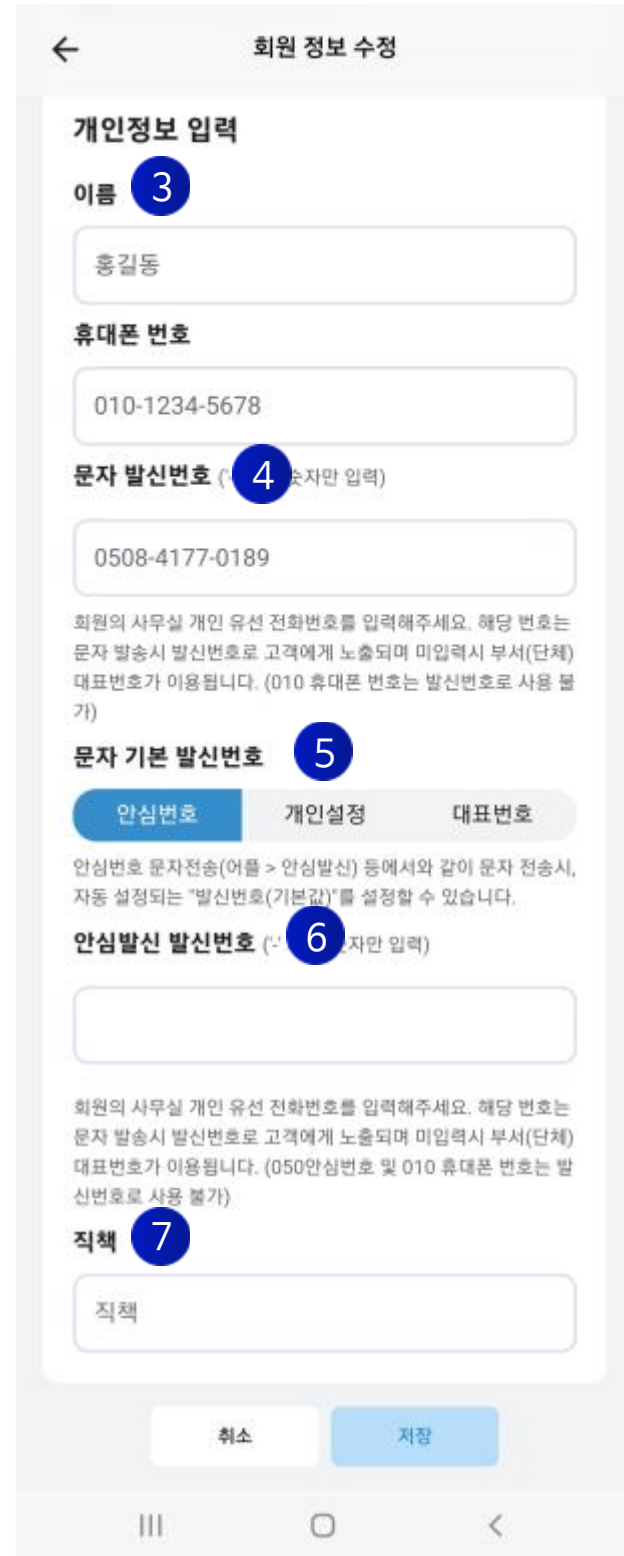 회원 정보 수정
개인정보 입력
이름 3
홍길동
휴대폰 번호
010-1234-5678
문자 발신번호 ('- 4 숫자만 입력)
0508-4177-0189
회원의 사무실 개인 유선 전화번호를 입력해주세요. 해당 번호는
문자 발송시 발신번호로 고객에게 노출되며 미입력시 부서(단체)
대표번호가 이용됩니다. (010 휴대폰 번호는 발신번호로 사용 불
가)
문자 기본 발신번호 5
안심번호 개인설정 대표번호
안심번호 문자전송(어플 > 안심발신) 등에서와 같이 문자 전송시,
자동 설정되는 "발신번호(기본값)"를 설정할 수 있습니다.
안심발신 발신번호 ('-' 6 숫자만 입력)
회원의 사무실 개인 유선 전화번호를 입력해주세요. 해당 번호는
문자 발송시 발신번호로 고객에게 노출되며 미입력시 부서(단체)
대표번호가 이용됩니다. (050안심번호 및 010 휴대폰 번호는 발
신번호로 사용 불가)
직책 7
직책
취소 저장